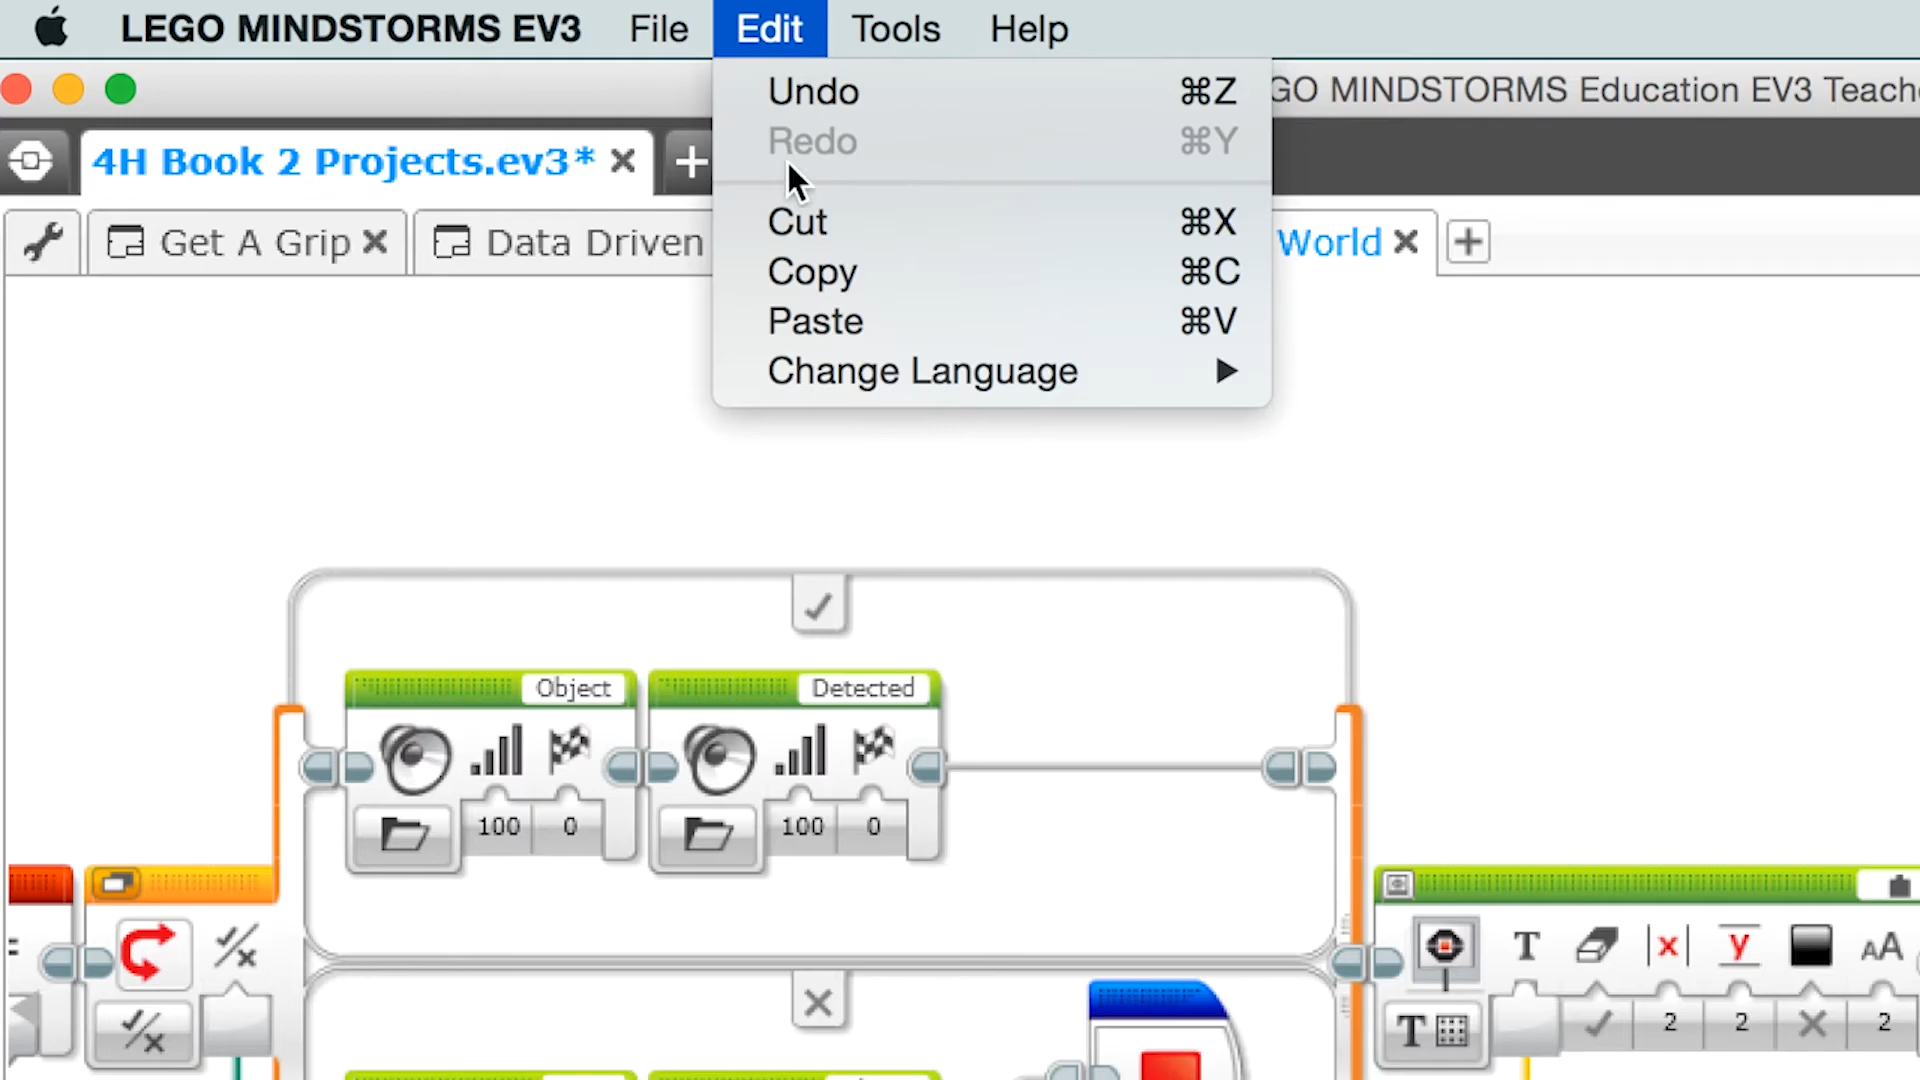 LEGO MINDSTORMS EV3 File Edit Tools Help
Undo ⌘Z
GO MINDSTORMS Education EV3 Teach
Redo ⌘Y
4H Book 2 Projects.ev3*
Cut ⌘X
Get A Grip
Data Driven
World
Copy ⌘C
Paste ⌘V
Change Language
Object
Detected
100 0
100 0
T x y AA
T 2 2 2